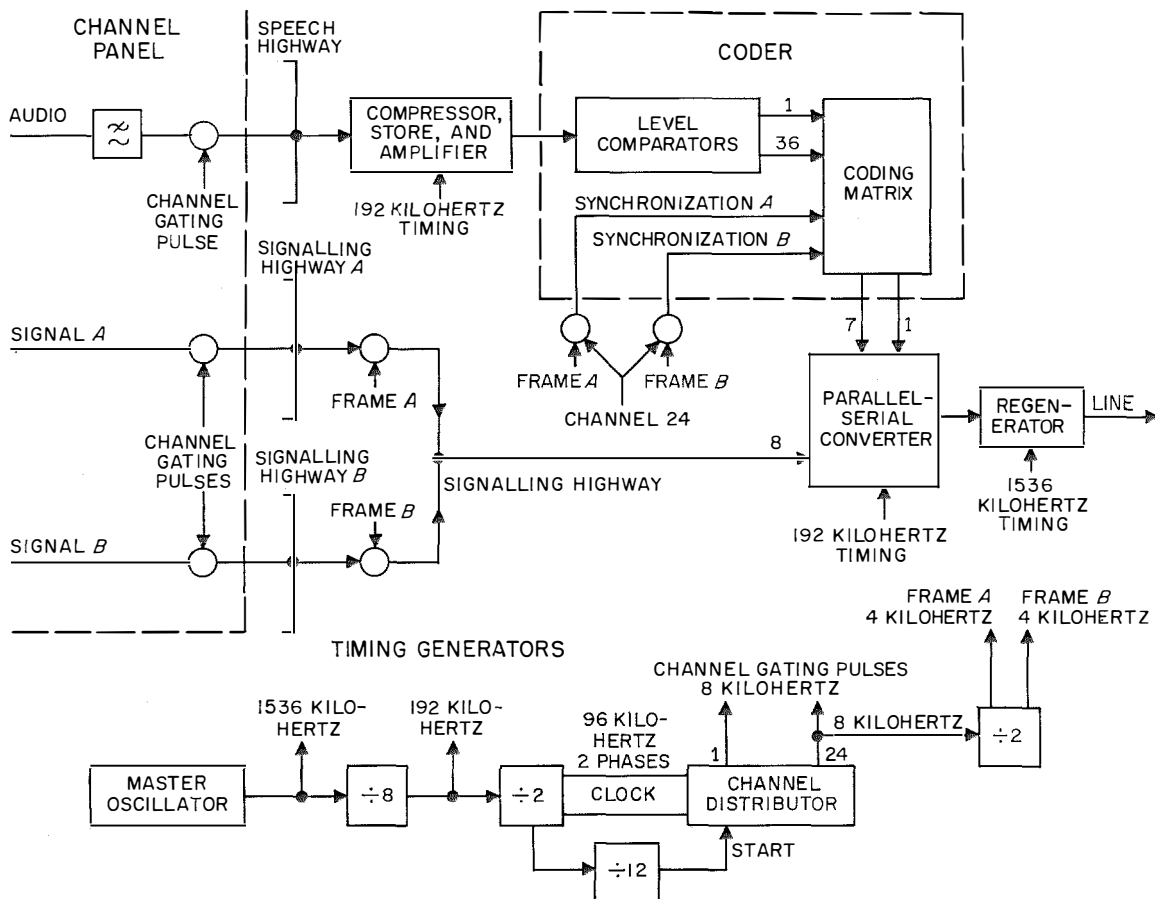 CHANNEL
PANEL
SPEECH
HIGHWAY
CODER
AUDIO
≈
COMPRESSOR,
STORE, AND
AMPLIFIER
LEVEL
COMPARATORS
1
36
CODING
MATRIX
CHANNEL
GATING
PULSE
192 KILOHERTZ
TIMING
SYNCHRONIZATION A
SYNCHRONIZATION B
SIGNALLING
HIGHWAY A
7
1
SIGNAL A
FRAME A
FRAME A
FRAME B
CHANNEL 24
PARALLEL-
SERIAL
CONVERTER
REGEN-
ERATOR
LINE
CHANNEL
GATING
PULSES
SIGNALLING
HIGHWAY B
8
SIGNALLING HIGHWAY
FRAME B
1536
KILOHERTZ
TIMING
192 KILOHERTZ
TIMING
SIGNAL B
FRAME A
4 KILOHERTZ
FRAME B
4 KILOHERTZ
TIMING GENERATORS
CHANNEL GATING PULSES
8 KILOHERTZ
1536 KILO-
HERTZ
192 KILO-
HERTZ
96 KILO-
HERTZ
2 PHASES
1
24
8 KILOHERTZ
÷2
MASTER
OSCILLATOR
÷8
÷2
CLOCK
CHANNEL
DISTRIBUTOR
START
÷12